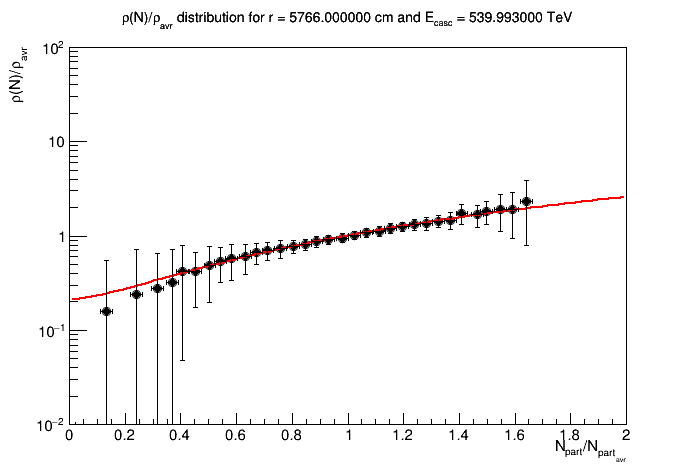 ρ(N)/ρavr distribution for r = 5766.000000 cm and Ecasc = 539.993000 TeV
ρ(N)/ρavr
10²
10
1
10⁻¹
10⁻²
0 0.2 0.4 0.6 0.8 1 1.2 1.4 1.6 1.8 2
Npart/Npartavr